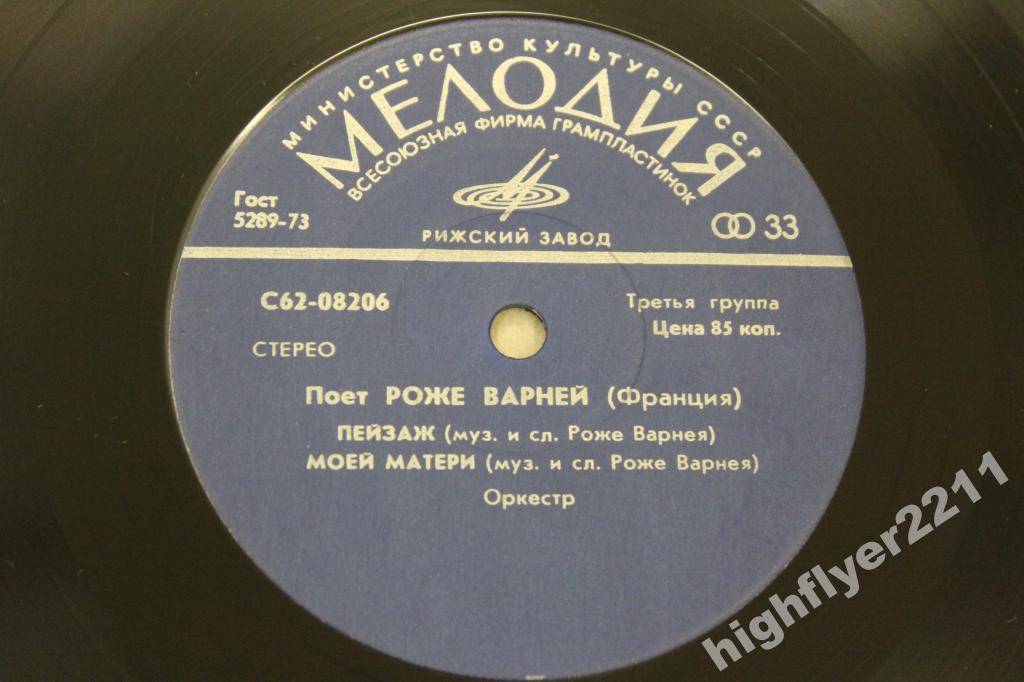 МИНИСТЕРСТВО КУЛЬТУРЫ СССР
МЕЛОДИЯ
ВСЕСОЮЗНАЯ ФИРМА ГРАМПЛАСТИНОК
Гост
5289-73
33
РИЖСКИЙ ЗАВОД
С62-08206
Третья группа
Цена 85 коп.
СТЕРЕО
Поет РОЖЕ ВАРНЕЙ (Франция)
ПЕЙЗАЖ (муз. и сл. Роже Варнея)
МОЕЙ МАТЕРИ (муз. и сл. Роже Варнея)
Оркестр
highflyer2211